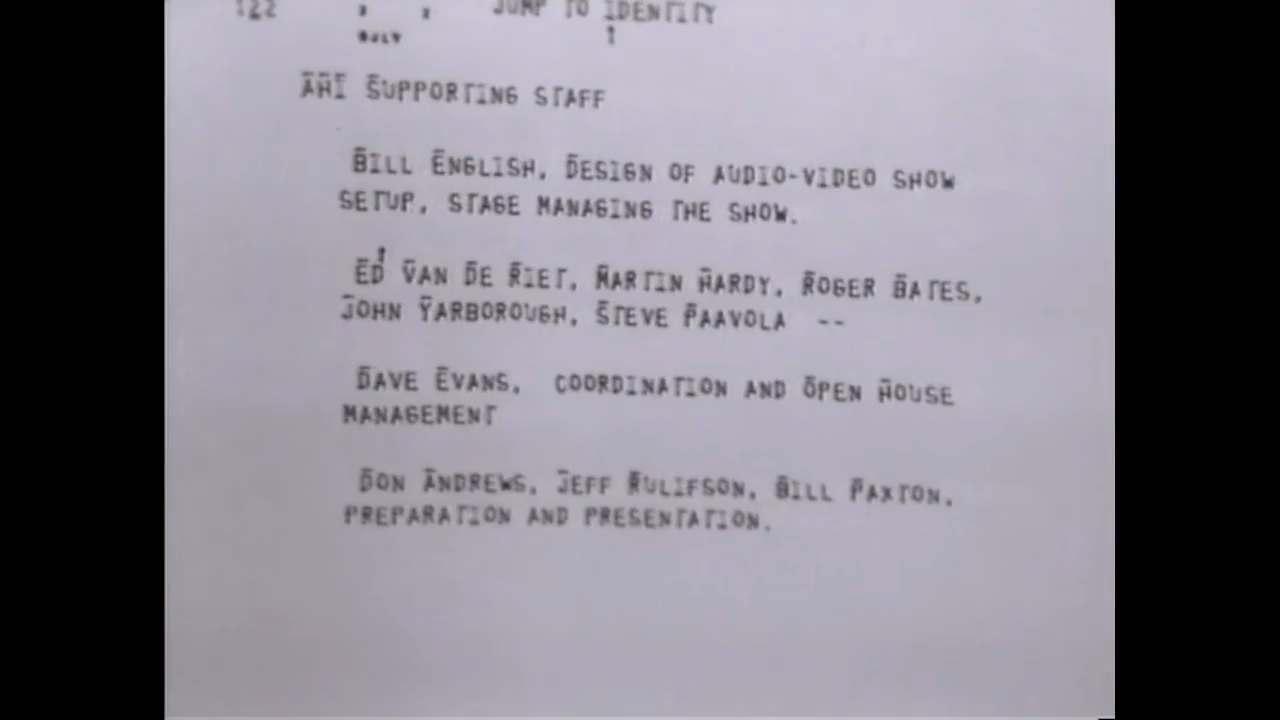 122 JUMP TO IDENTITY
AHI SUPPORTING STAFF
BILL ENGLISH, DESIGN OF AUDIO-VIDEO SHOW
SETUP, STAGE MANAGING THE SHOW.
ED VAN DE RIET, MARTIN HARDY, ROGER BATES,
JOHN YARBOROUGH, STEVE PAAVOLA --
DAVE EVANS, COORDINATION AND OPEN HOUSE
MANAGEMENT
DON ANDREWS, JEFF RULIFSON, BILL PAXTON,
PREPARATION AND PRESENTATION.